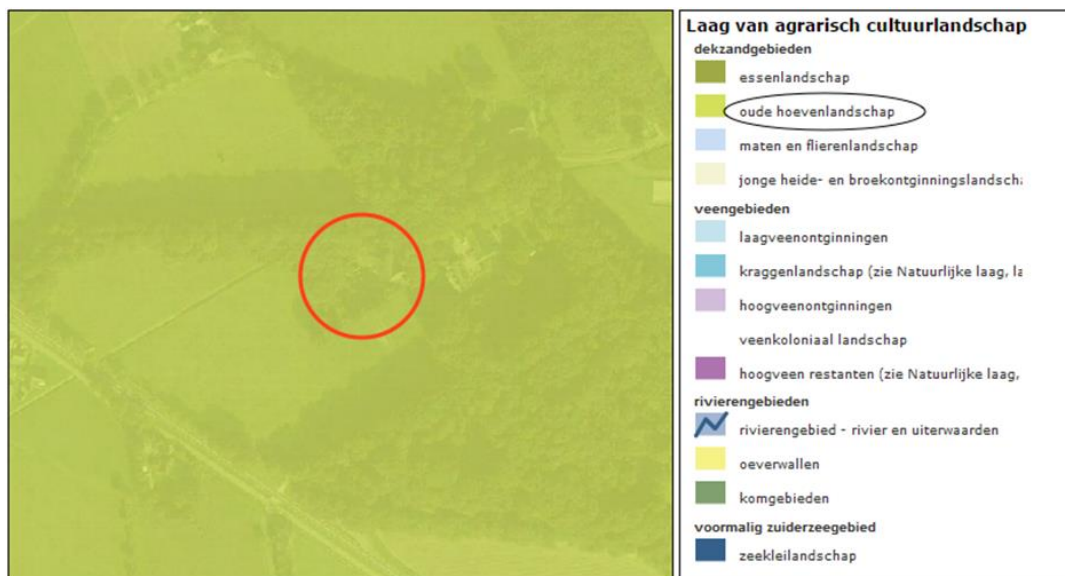 Laag van agrarisch cultuurlandschap
dekzandgebieden
essenlandschap
oude hoevenlandschap
maten en flierenlandschap
jonge heide- en broekontginningslandsch
veengebieden
laagveenontginningen
kraggenlandschap (zie Natuurlijke laag, la
hoogveenontginningen
veenkoloniaal landschap
hoogveen restanten (zie Natuurlijke laag,
rivierengebieden
rivierengebied - rivier en uiterwaarden
oeverwallen
komgebieden
voormalig zuiderzeegebied
zeekleilandschap